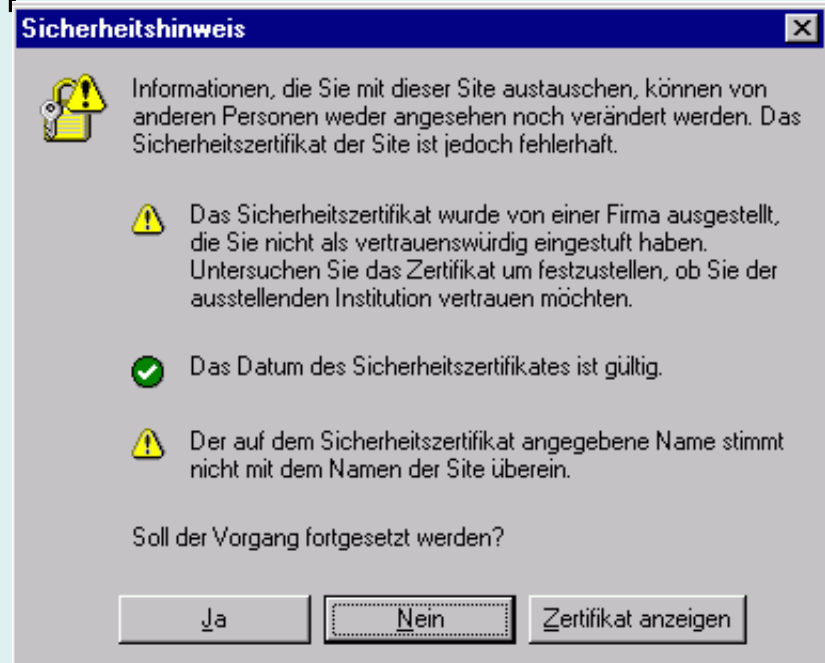 Sicherheitshinweis
Informationen, die Sie mit dieser Site austauschen, können von
anderen Personen weder angesehen noch verändert werden. Das
Sicherheitszertifikat der Site ist jedoch fehlerhaft.
Das Sicherheitszertifikat wurde von einer Firma ausgestellt,
die Sie nicht als vertrauenswürdig eingestuft haben.
Untersuchen Sie das Zertifikat um festzustellen, ob Sie der
ausstellenden Institution vertrauen möchten.
Das Datum des Sicherheitszertifikates ist gültig.
Der auf dem Sicherheitszertifikat angegebene Name stimmt
nicht mit dem Namen der Site überein.
Soll der Vorgang fortgesetzt werden?
Ja
Nein
Zertifikat anzeigen